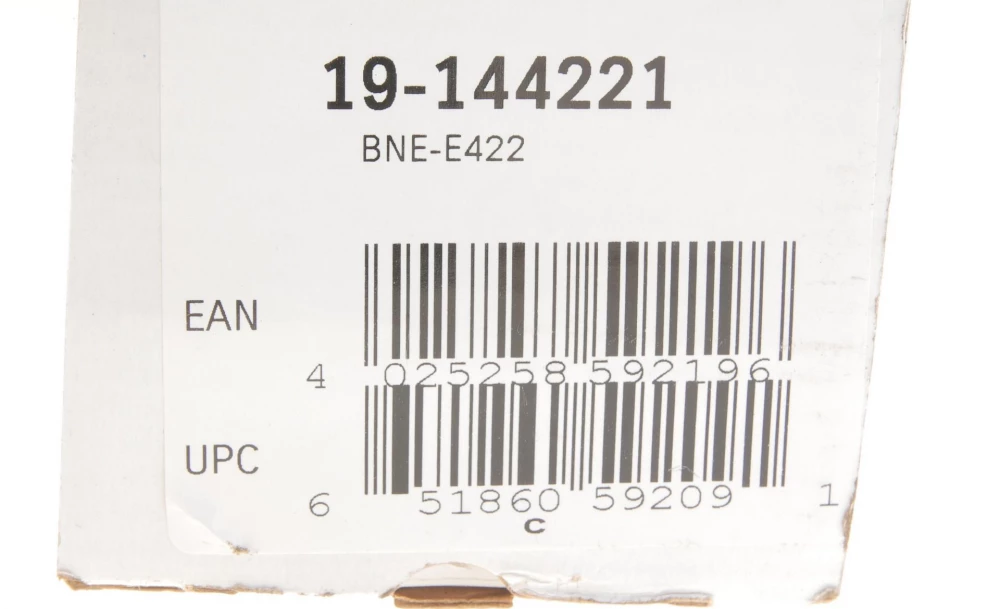 19-144221
BNE-E422
EAN
4 025258 592196
UPC
6 51860 59209 1
C